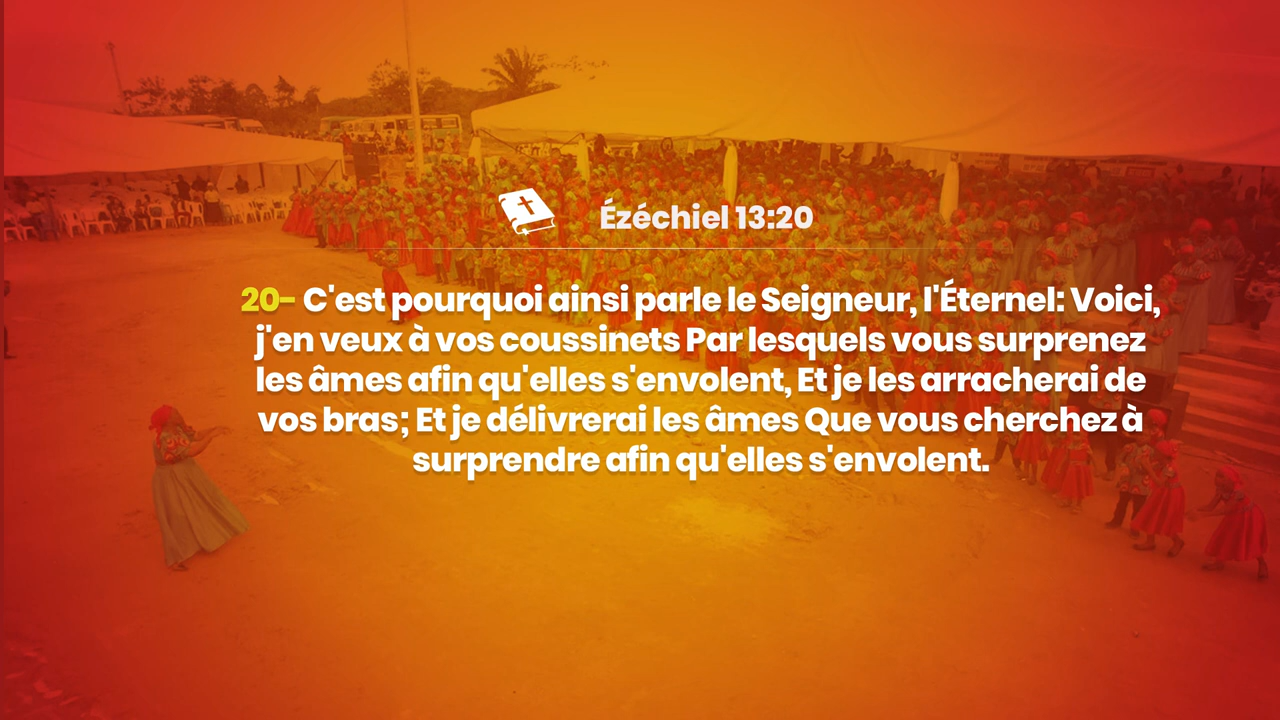 Ézéchiel 13:20
20- C'est pourquoi ainsi parle le Seigneur, l'Éternel: Voici,
j'en veux à vos coussinets Par lesquels vous surprenez
les âmes afin qu'elles s'envolent, Et je les arracherai de
vos bras; Et je délivrerai les âmes Que vous cherchez à
surprendre afin qu'elles s'envolent.